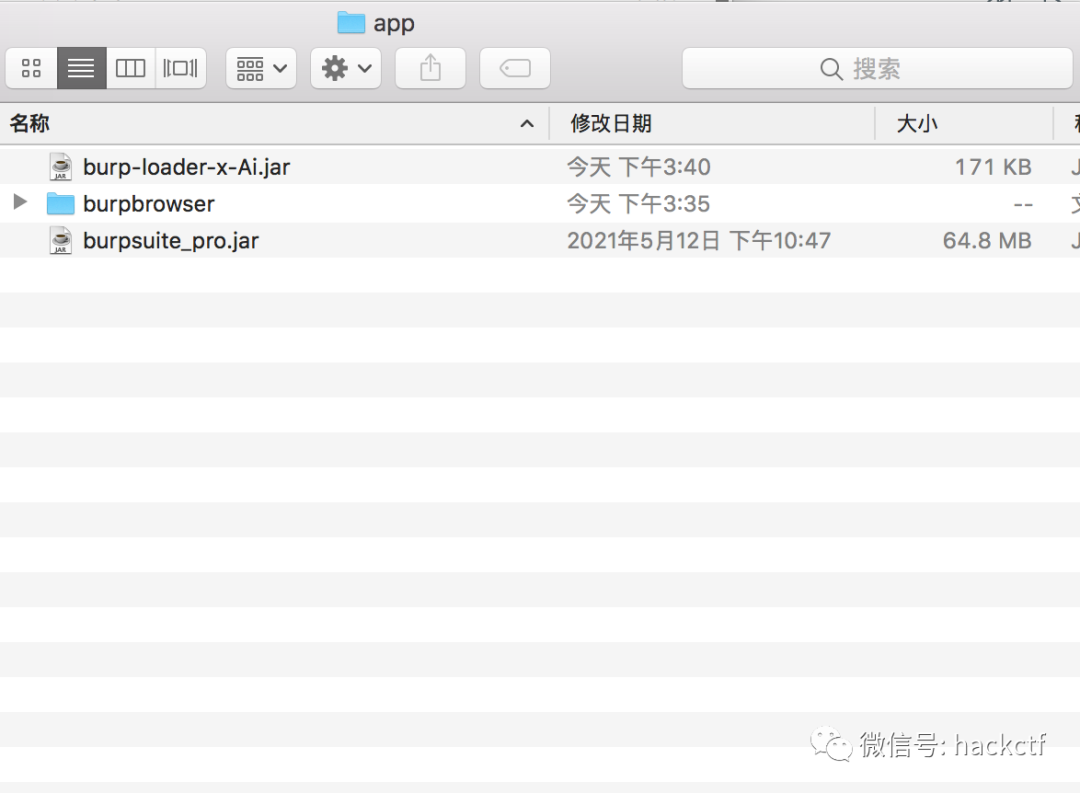 app
搜索
名称 修改日期 大小
burp-loader-x-Ai.jar 今天 下午3:40 171 KB
burpbrowser 今天 下午3:35 --
burpsuite_pro.jar 2021年5月12日 下午10:47 64.8 MB
微信号: hackctf